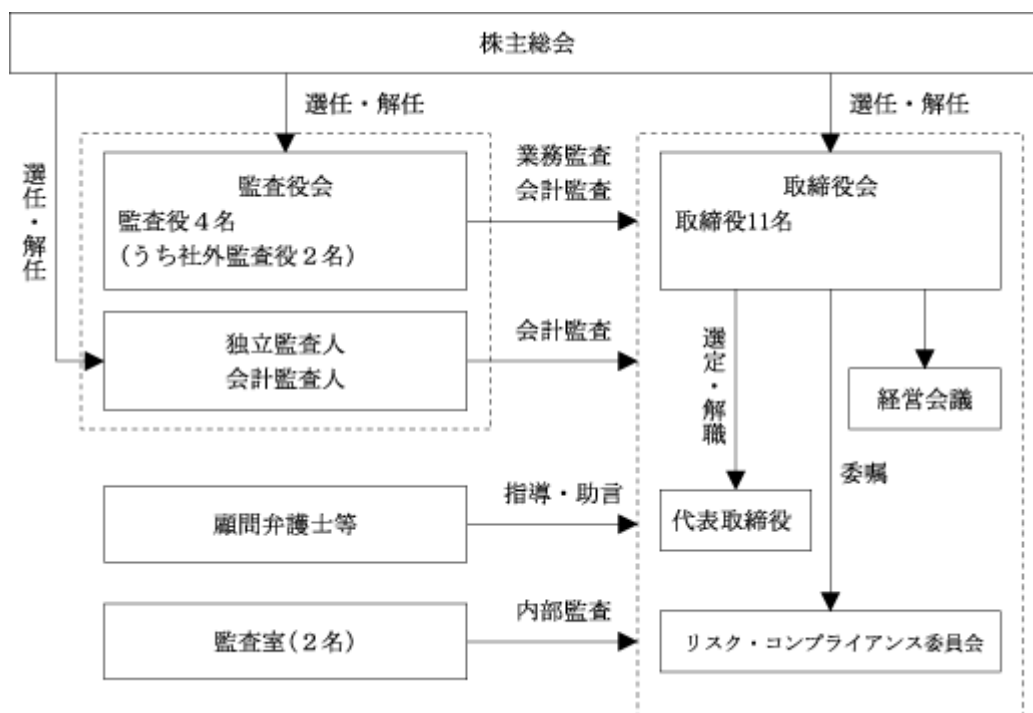 株主総会
選任・解任
選任・解任
選任・解任
監査役会
監査役4名
(うち社外監査役2名)
業務監査
会計監査
取締役会
取締役11名
独立監査人
会計監査人
会計監査
選定・解職
経営会議
委嘱
顧問弁護士等
指導・助言
代表取締役
監査室(2名)
内部監査
リスク・コンプライアンス委員会